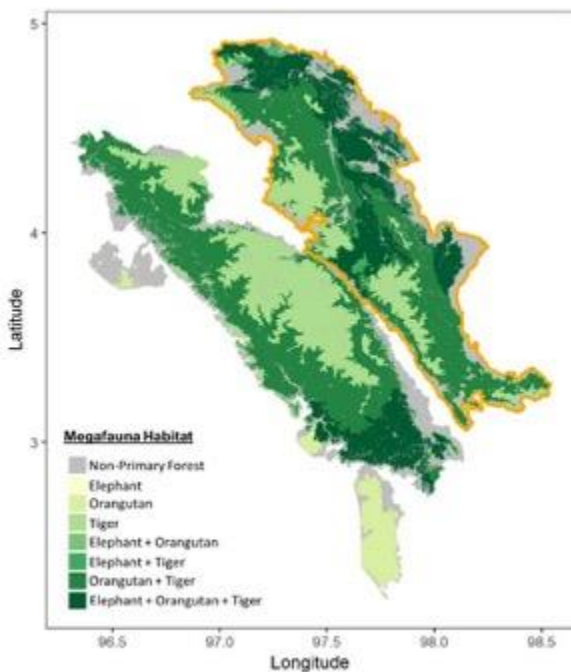 5
4
3
Latitude
Megafauna Habitat
Non-Primary Forest
Elephant
Orangutan
Tiger
Elephant + Orangutan
Elephant + Tiger
Orangutan + Tiger
Elephant + Orangutan + Tiger
96.5 97.0 97.5 98.0 98.5
Longitude